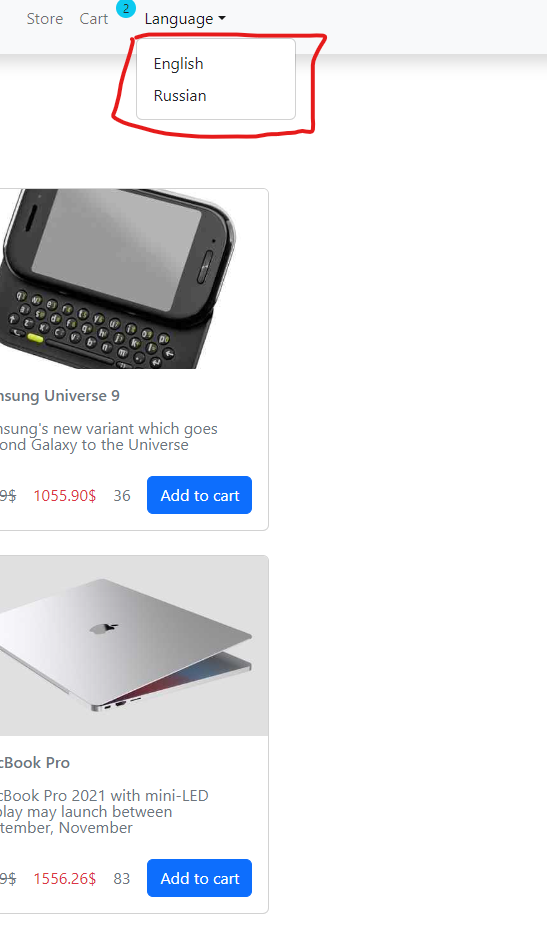 Store Cart 2 Language
English
Russian
nsung Universe 9
nsung's new variant which goes
ond Galaxy to the Universe
9$ 1055.90$ 36 Add to cart
cBook Pro
cBook Pro 2021 with mini-LED
play may launch between
tember, November
9$ 1556.26$ 83 Add to cart